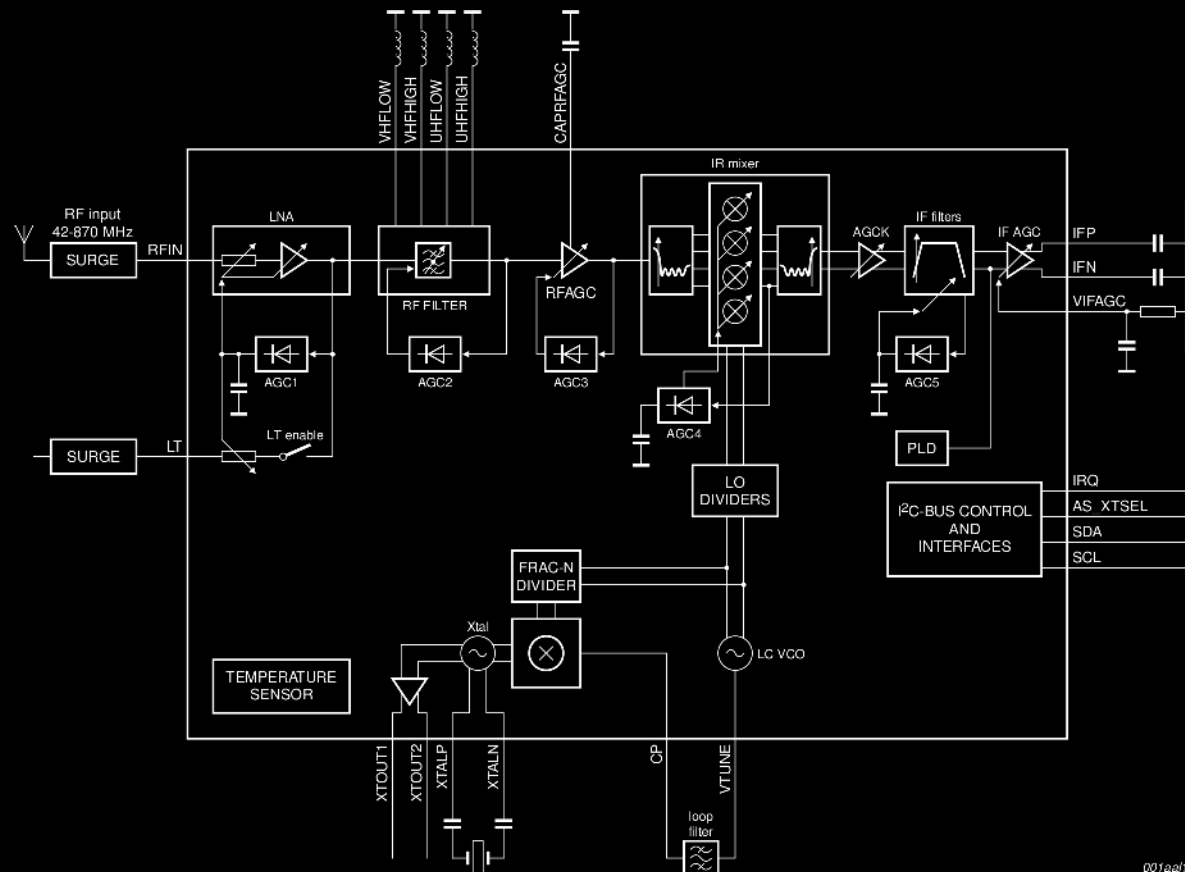 VHFLOW
VHFHIGH
UHFLOW
UHFHIGH
CAPRFAGC
IR mixer
RF input
42-870 MHz
SURGE
RFIN
LNA
RF FILTER
RFAGC
AGCK
IF filters
IF AGC
IFP
IFN
VIFAGC
AGC1
AGC2
AGC3
AGC4
AGC5
SURGE
LT
LT enable
PLD
LO
DIVIDERS
I²C-BUS CONTROL
AND
INTERFACES
IRQ
AS_XTSEL
SDA
SCL
FRAC-N
DIVIDER
Xtal
LC VCO
TEMPERATURE
SENSOR
XTOUT1
XTOUT2
XTALP
XTALN
CP
VTUNE
loop
filter